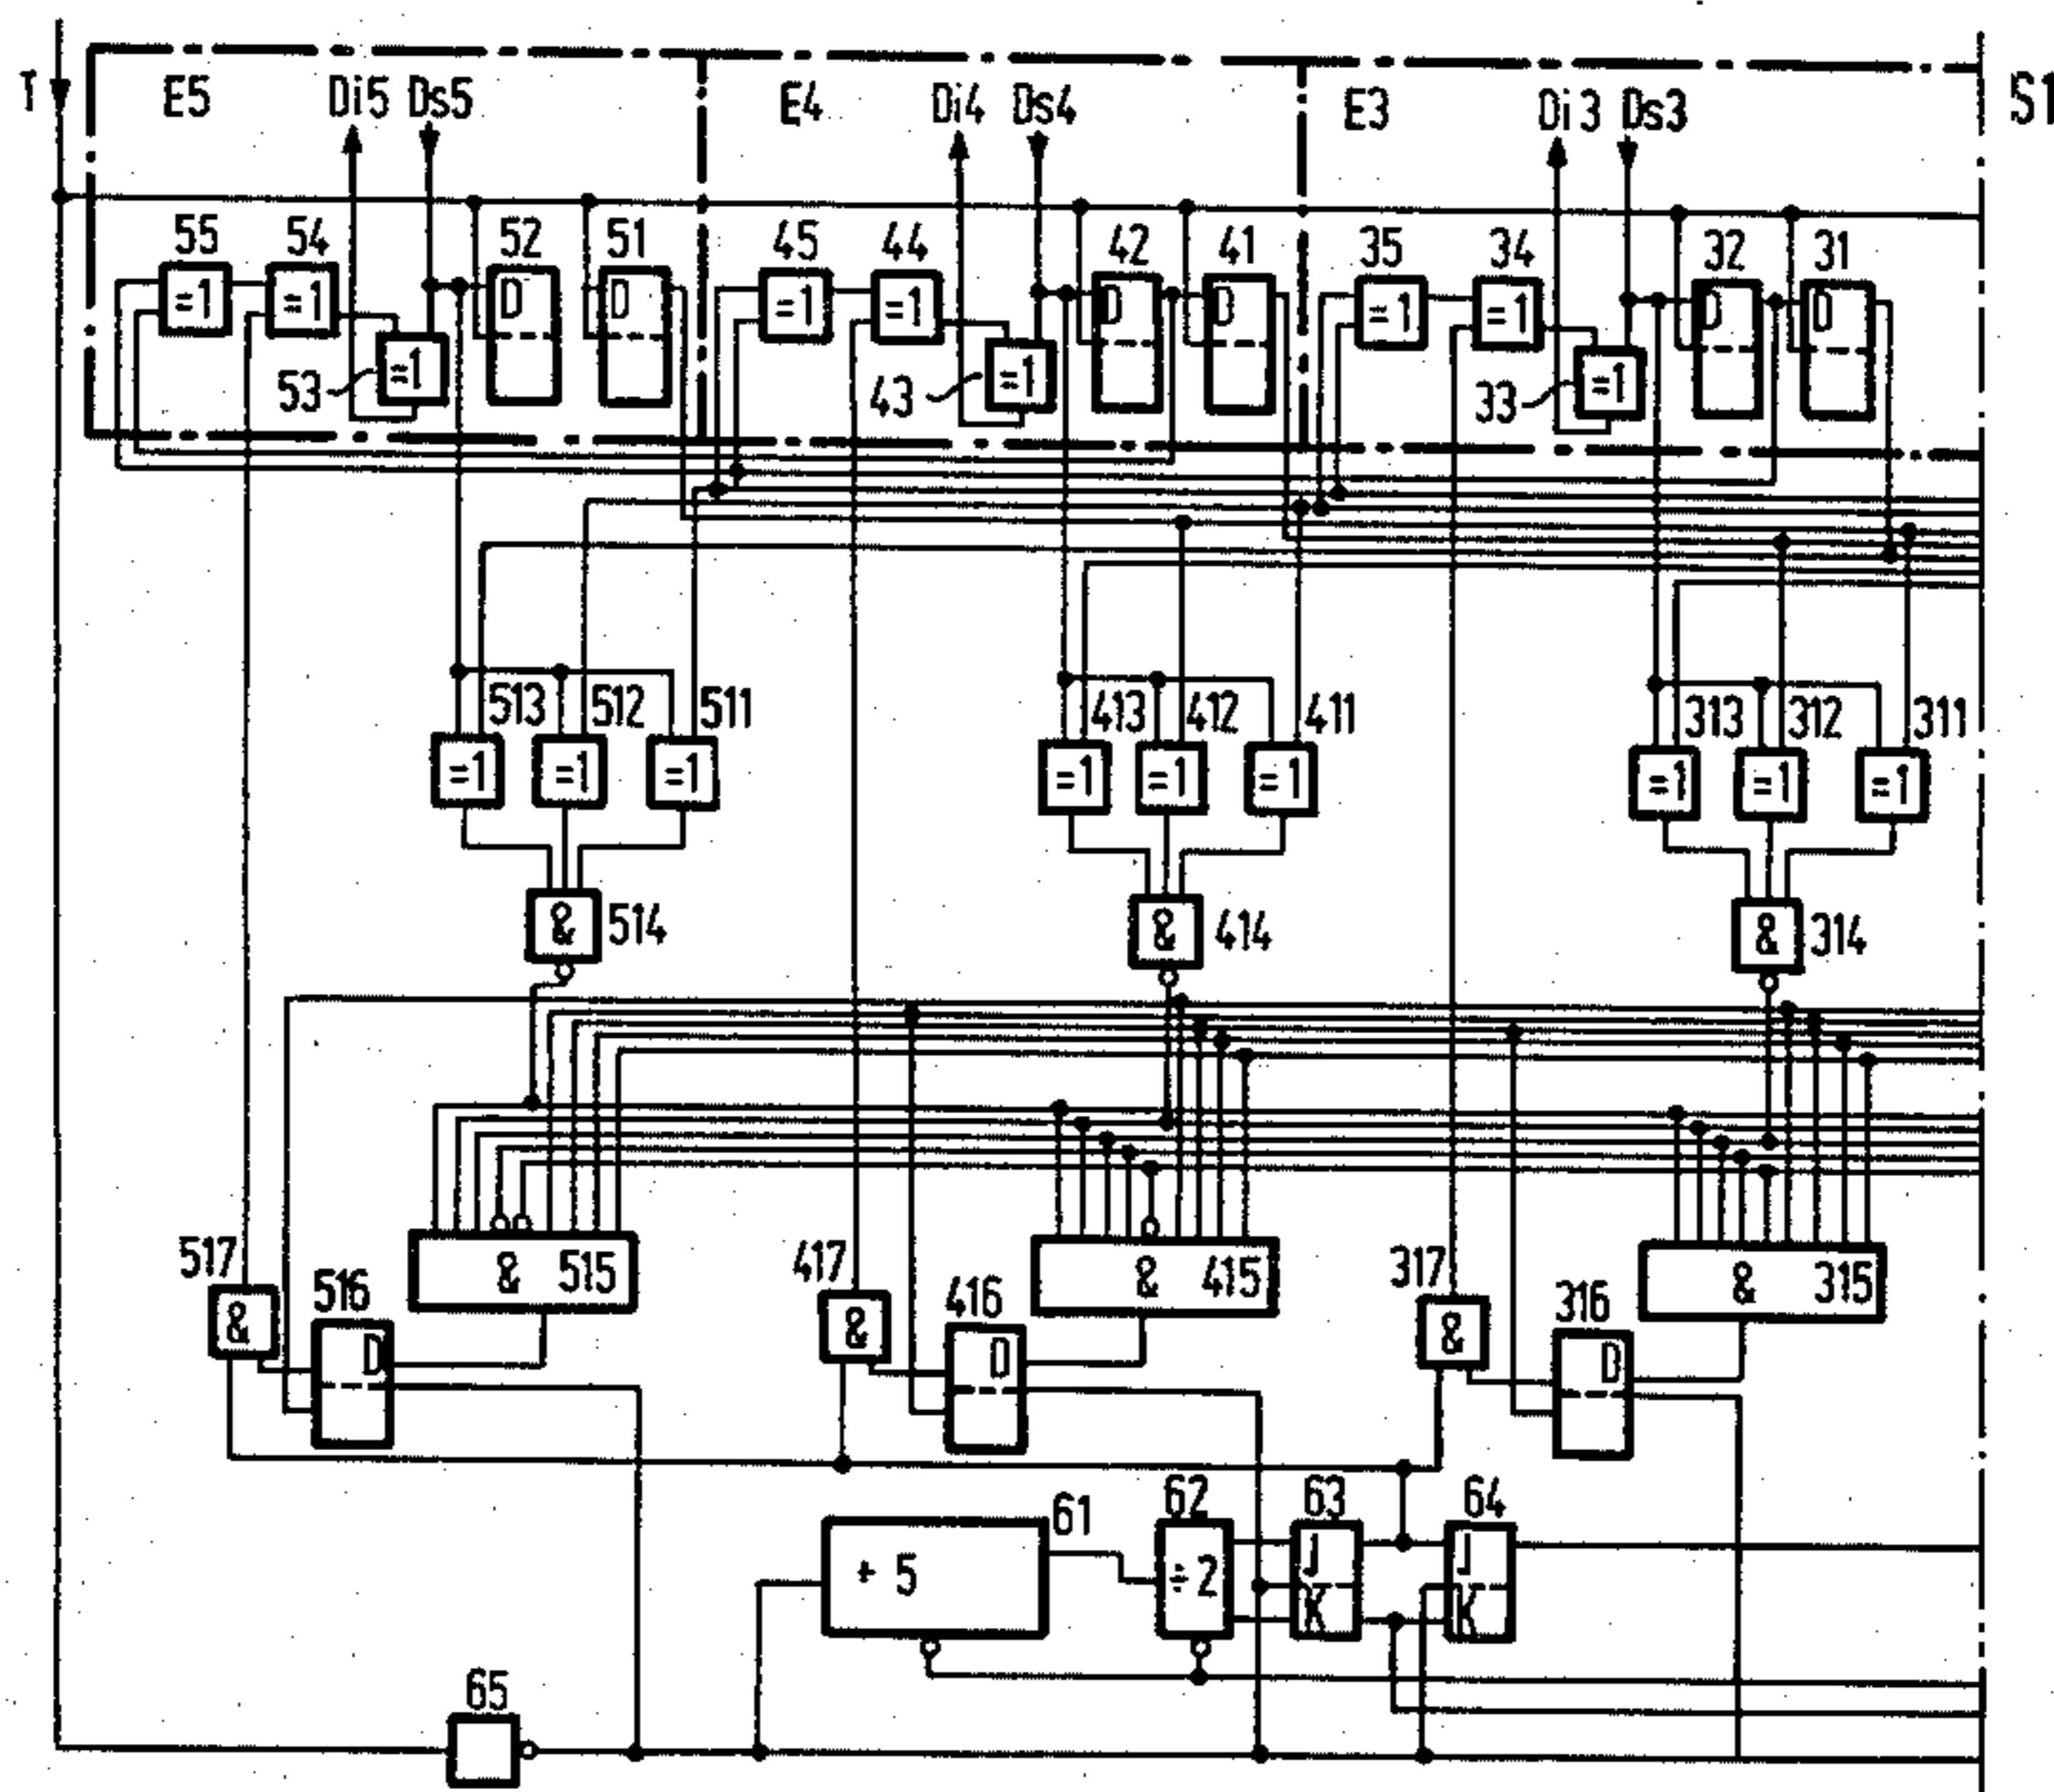 T E5 Di5 Ds5 E4 Di4 Ds4 E3 Di3 Ds3 S1
55 54 52 51 45 44 42 41 35 34 32 31
=1 =1 D D =1 =1 D D =1 =1 D D
53 =1 43 =1 33 =1
513 512 511 413 412 411 313 312 311
=1 =1 =1 =1 =1 =1 =1 =1 =1
& 514 & 414 & 314
517 516 & 515 417 416 & 415 317 316 & 315
& D & D & D
61 62 63 64
+ 5 ÷2 J K J K
65